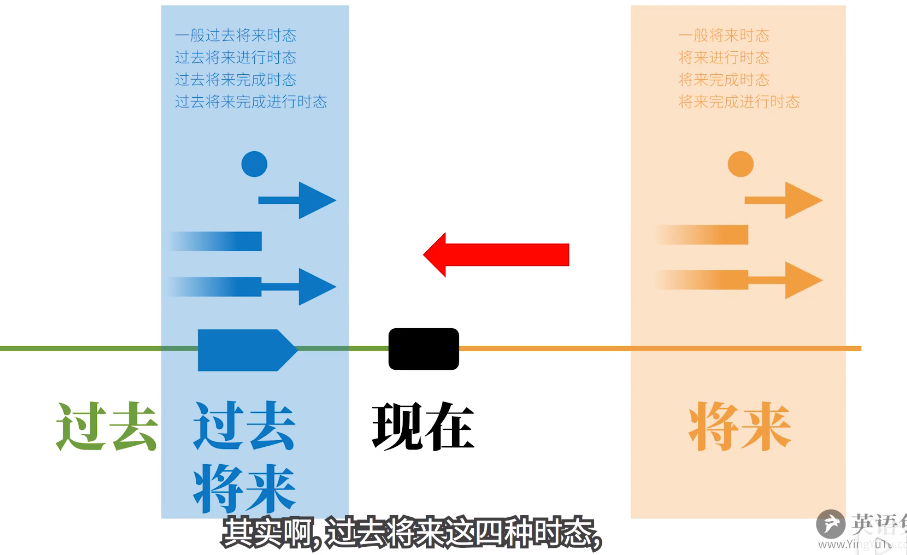 一般过去将来时态
过去将来进行时态
过去将来完成时态
过去将来完成进行时态
一般将来时态
将来进行时态
将来完成时态
将来完成进行时态
过去
过去
将来
现在
将来
其实啊, 过去将来这四种时态,
英语